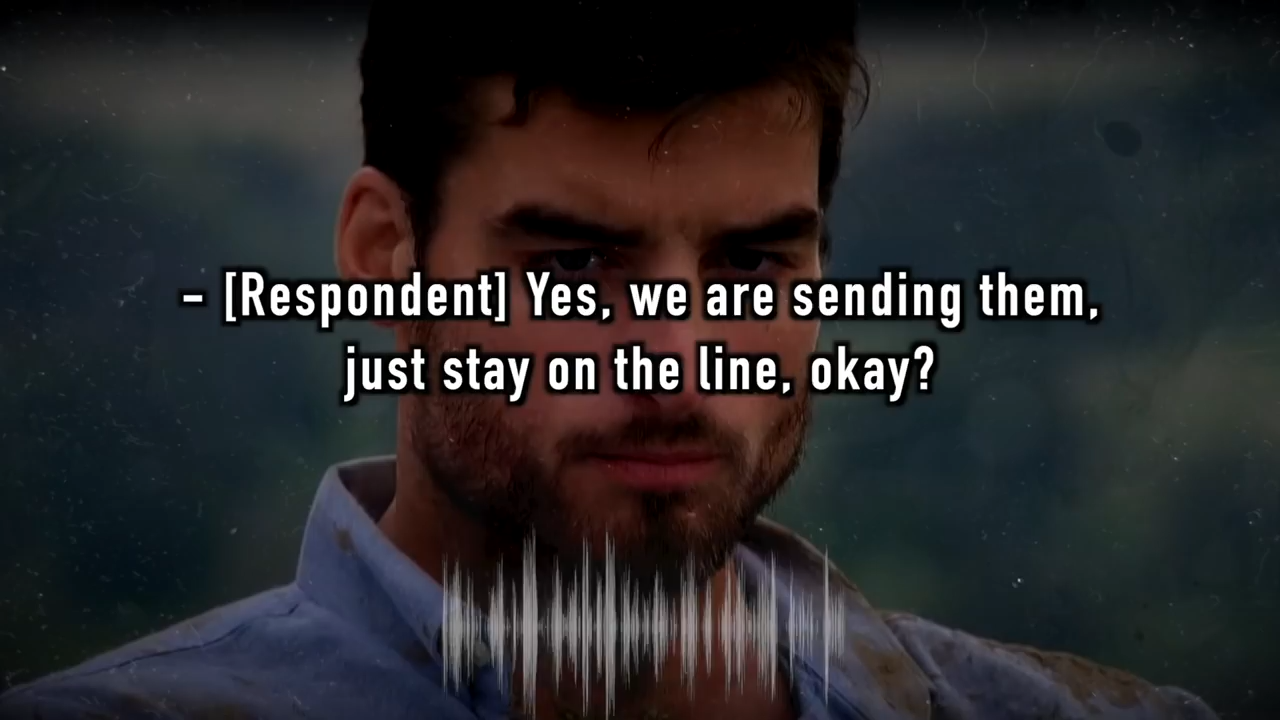 - [Respondent] Yes, we are sending them,
just stay on the line, okay?